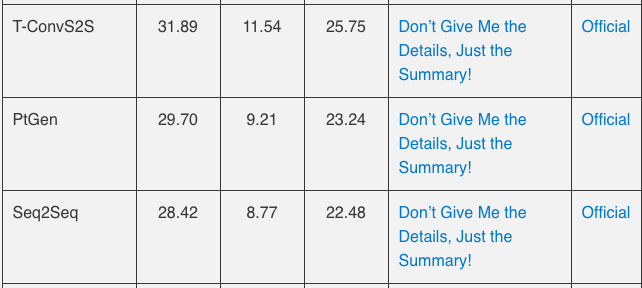 T-ConvS2S 31.89 11.54 25.75 Don’t Give Me the Official
Details, Just the
Summary!
PtGen 29.70 9.21 23.24 Don’t Give Me the Official
Details, Just the
Summary!
Seq2Seq 28.42 8.77 22.48 Don’t Give Me the Official
Details, Just the
Summary!